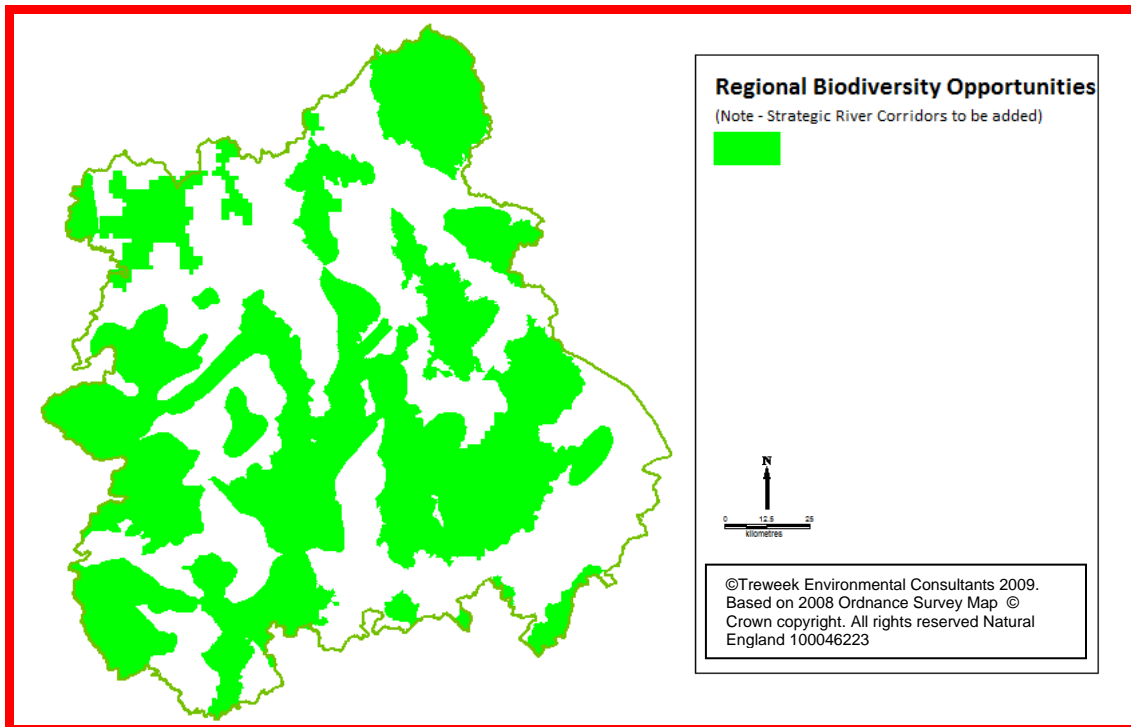 Regional Biodiversity Opportunities
(Note - Strategic River Corridors to be added)
N
0 12.5 25
kilometres
©Treweek Environmental Consultants 2009.
Based on 2008 Ordnance Survey Map ©
Crown copyright. All rights reserved Natural
England 100046223